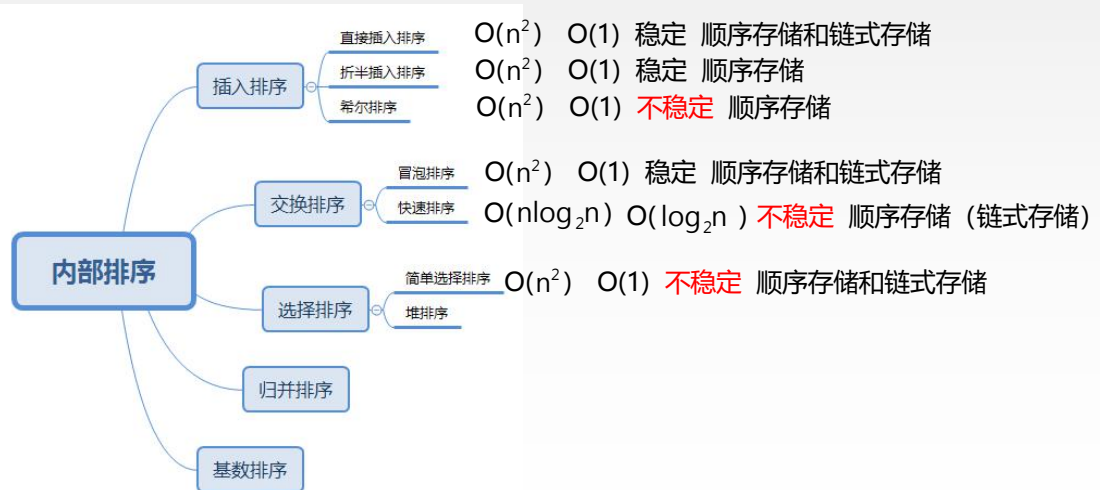 直接插入排序 O(n²) O(1) 稳定 顺序存储和链式存储
插入排序 折半插入排序 O(n²) O(1) 稳定 顺序存储
希尔排序 O(n²) O(1) 不稳定 顺序存储
冒泡排序 O(n²) O(1) 稳定 顺序存储和链式存储
交换排序 快速排序 O(nlog₂n) O(log₂n) 不稳定 顺序存储（链式存储）
内部排序
简单选择排序 O(n²) O(1) 不稳定 顺序存储和链式存储
选择排序 堆排序
归并排序
基数排序